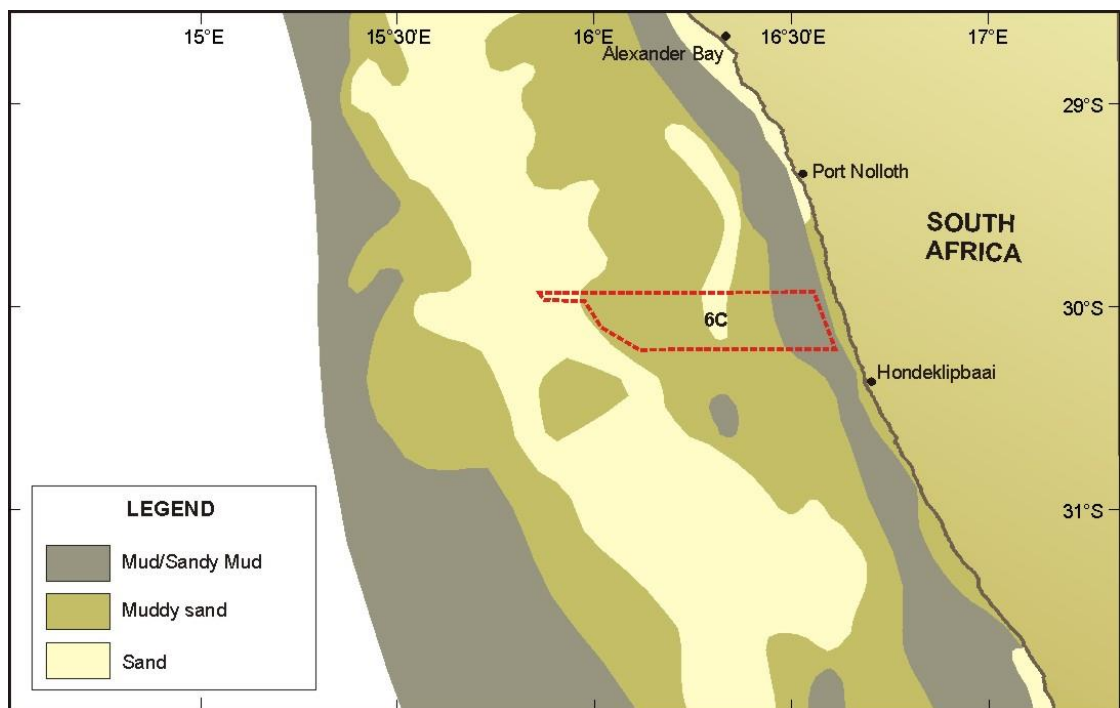 15°E
15°30'E
16°E
16°30'E
17°E
Alexander Bay
29°S
Port Nolloth
SOUTH
AFRICA
30°S
6C
Hondeklipbaai
31°S
LEGEND
Mud/Sandy Mud
Muddy sand
Sand